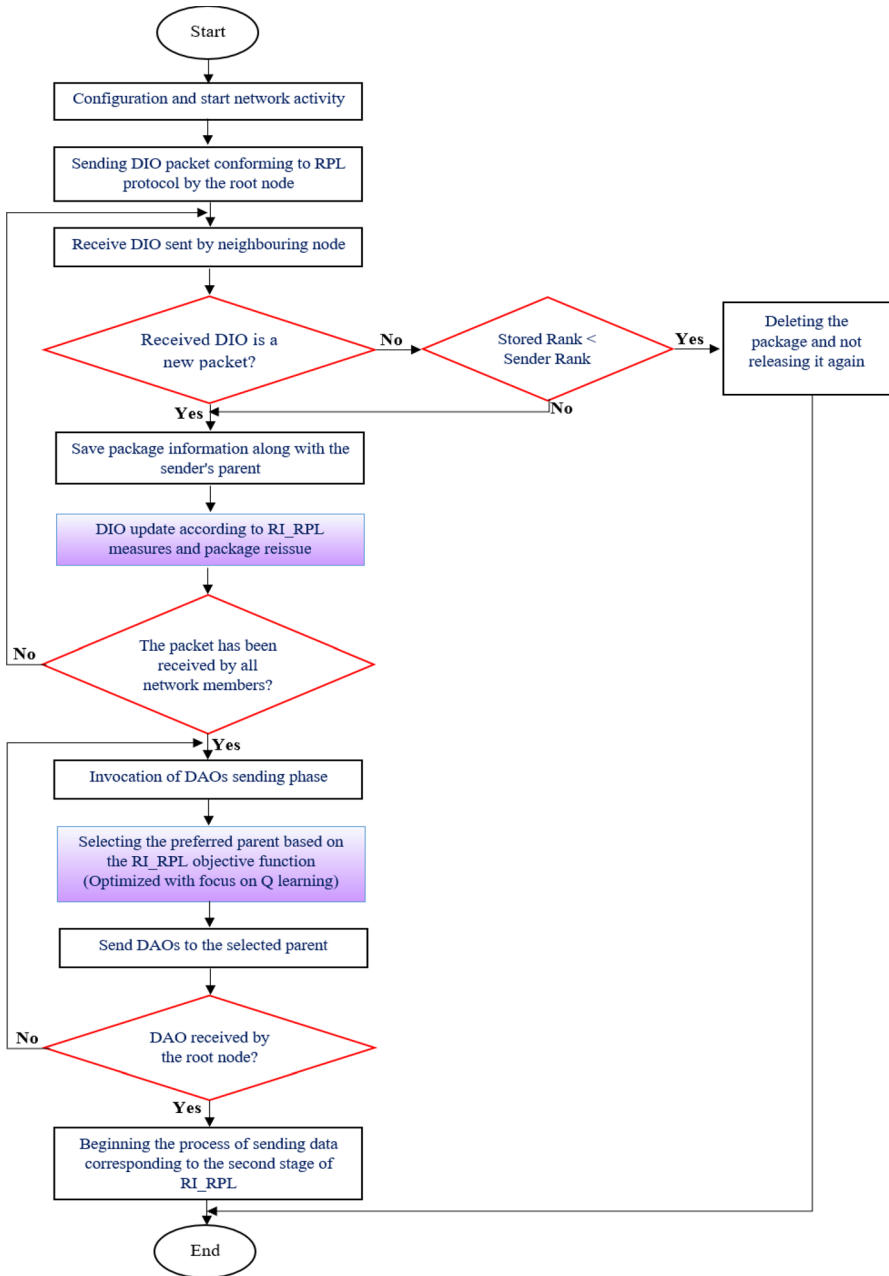 Start
Configuration and start network activity
Sending DIO packet conforming to RPL
protocol by the root node
Receive DIO sent by neighbouring node
Received DIO is a
new packet?
No
Stored Rank <
Sender Rank
Yes
Deleting the
package and not
releasing it again
Yes
No
Save package information along with the
sender's parent
DIO update according to RI_RPL
measures and package reissue
The packet has been
received by all
network members?
No
Yes
Invocation of DAOs sending phase
Selecting the preferred parent based on
the RI_RPL objective function
(Optimized with focus on Q learning)
Send DAOs to the selected parent
DAO received by
the root node?
No
Yes
Beginning the process of sending data
corresponding to the second stage of
RI_RPL
End